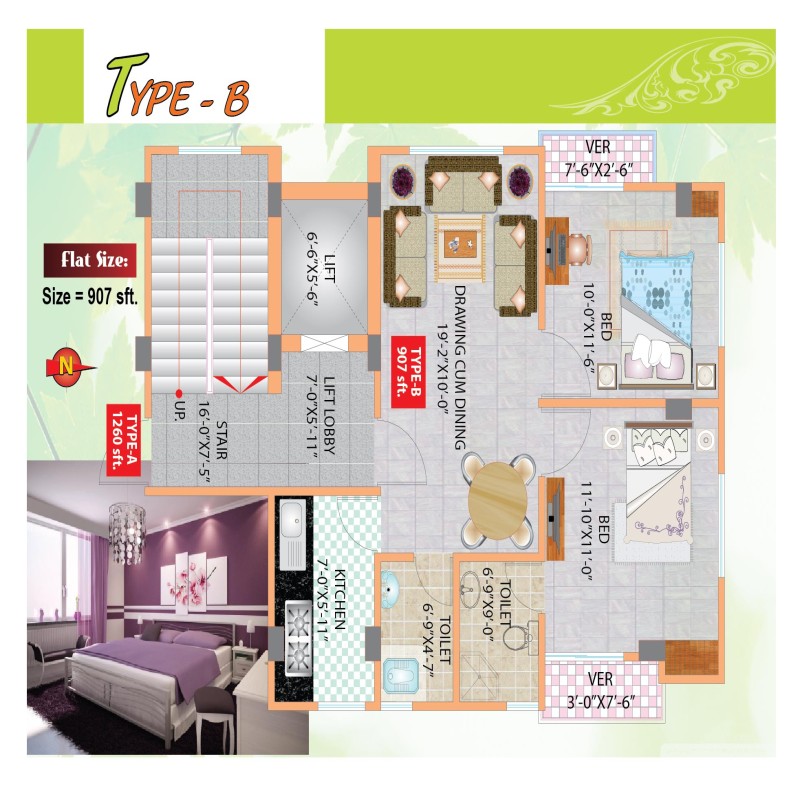 TYPE - B
VER
7'-6"X2'-6"
Flat Size:
Size = 907 sft.
N
LIFT
6'-6"X5'-6"
DRAWING CUM DINING
19'-2"X10'-0"
TYPE-B
907 sft.
BED
10'-0"X11'-6"
UP.
LIFT LOBBY
7'-0"X5'-11"
STAIR
16'-0"X7'-5"
TYPE-A
1260 sft.
BED
11'-10"X11'-0"
KITCHEN
7'-0"X5'-11"
TOILET
6'-9"X4'-7"
TOILET
6'-9"X9'-0"
VER
3'-0"X7'-6"